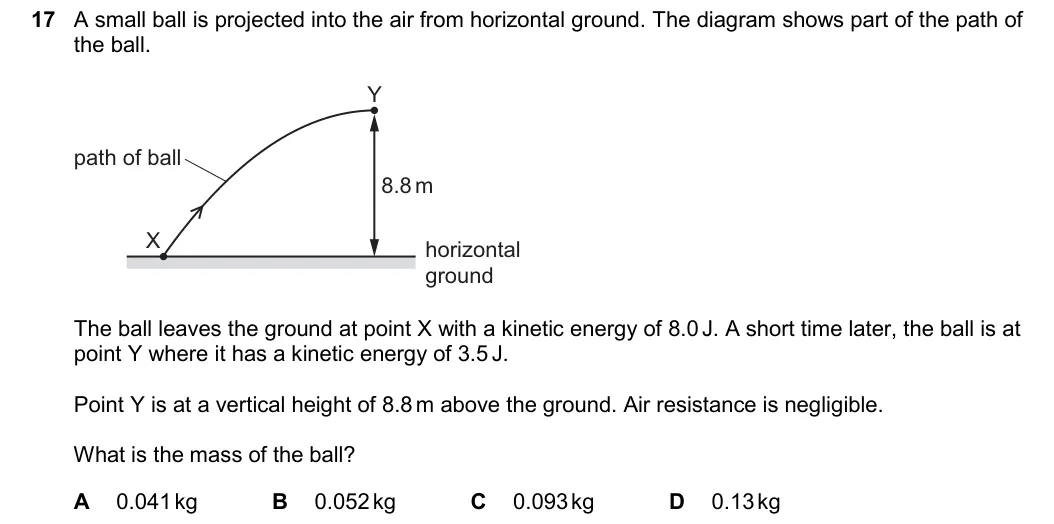 17 A small ball is projected into the air from horizontal ground. The diagram shows part of the path of
the ball.
Y
path of ball
8.8 m
X
horizontal
ground
The ball leaves the ground at point X with a kinetic energy of 8.0 J. A short time later, the ball is at
point Y where it has a kinetic energy of 3.5 J.
Point Y is at a vertical height of 8.8 m above the ground. Air resistance is negligible.
What is the mass of the ball?
A 0.041 kg B 0.052 kg C 0.093 kg D 0.13 kg